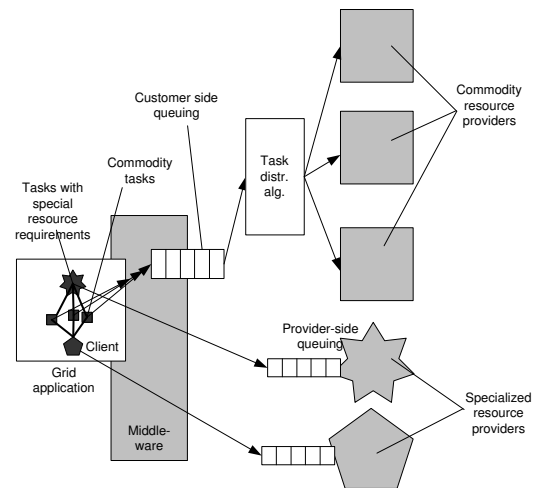 Customer side
queuing
Commodity
resource
providers
Commodity
tasks
Task
distr.
alg.
Tasks with
special
resource
requirements
Client
Grid
application
Provider-side
queuing
Middle-
ware
Specialized
resource
providers